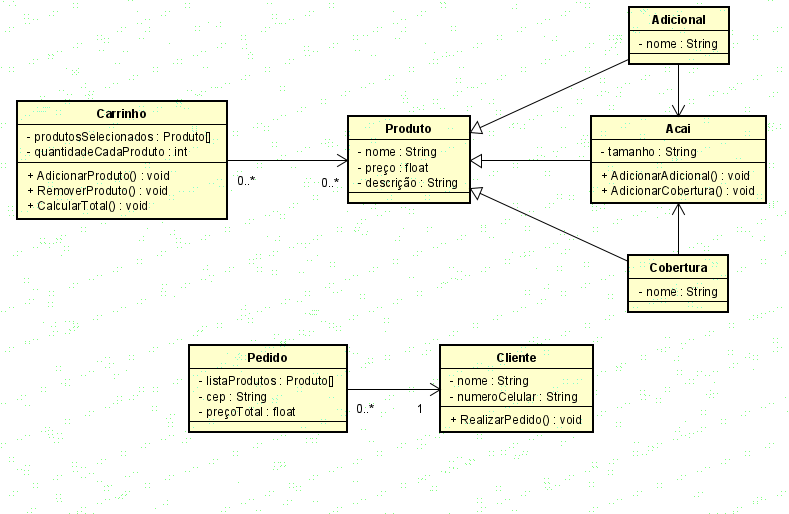 Adicional
- nome : String
Carrinho
- produtosSelecionados : Produto[]
- quantidadeCadaProduto : int
+ AdicionarProduto() : void
+ RemoverProduto() : void
+ CalcularTotal() : void
0..*
0..*
Produto
- nome : String
- preço : float
- descrição : String
Acai
- tamanho : String
+ AdicionarAdicional() : void
+ AdicionarCobertura() : void
Cobertura
- nome : String
Pedido
- listaProdutos : Produto[]
- cep : String
- preçoTotal : float
0..*
1
Cliente
- nome : String
- numeroCelular : String
+ RealizarPedido() : void